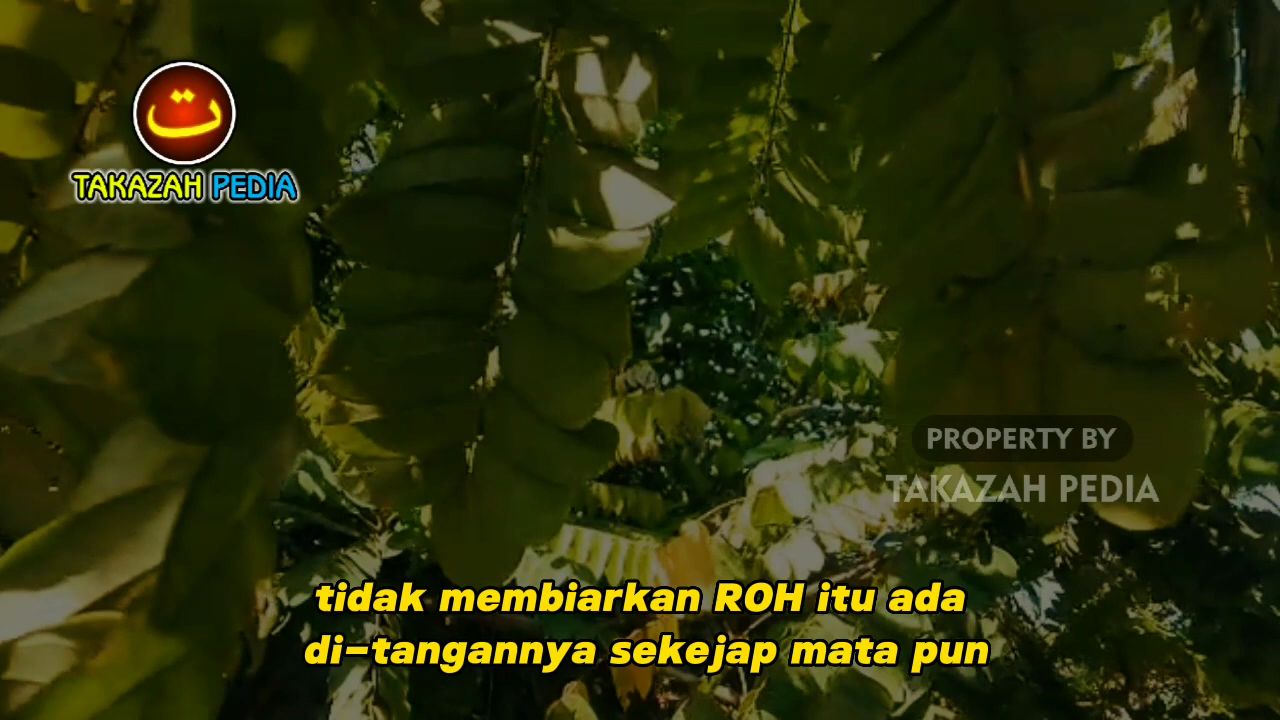 ت
TAKAZAH PEDIA
PROPERTY BY
TAKAZAH PEDIA
tidak membiarkan ROH itu ada
di-tangannya sekejap mata pun